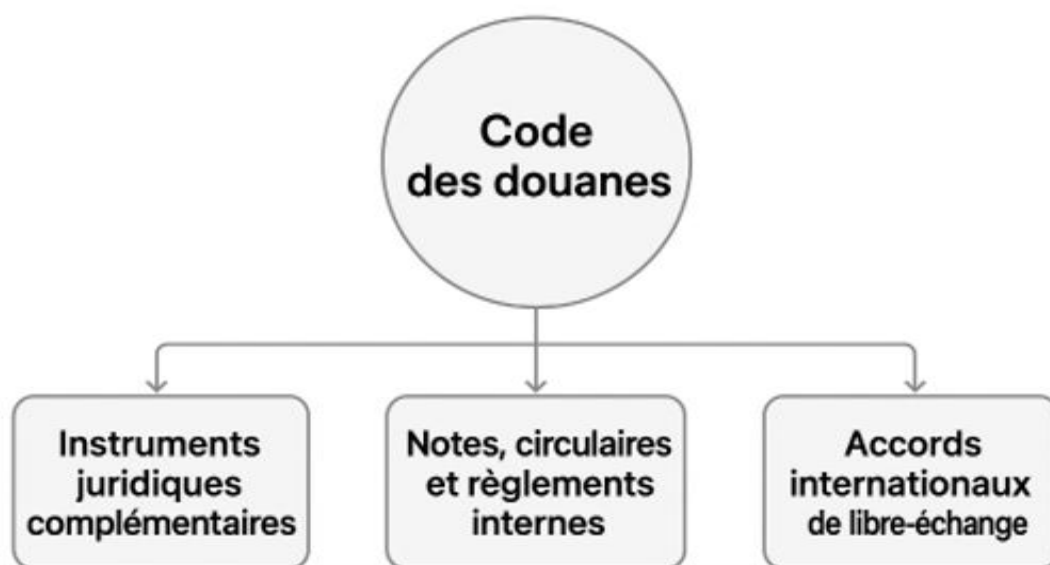 Code
des douanes
Instruments
juridiques
complémentaires
Notes, circulaires
et règlements
internes
Accords
internationaux
de libre-échange